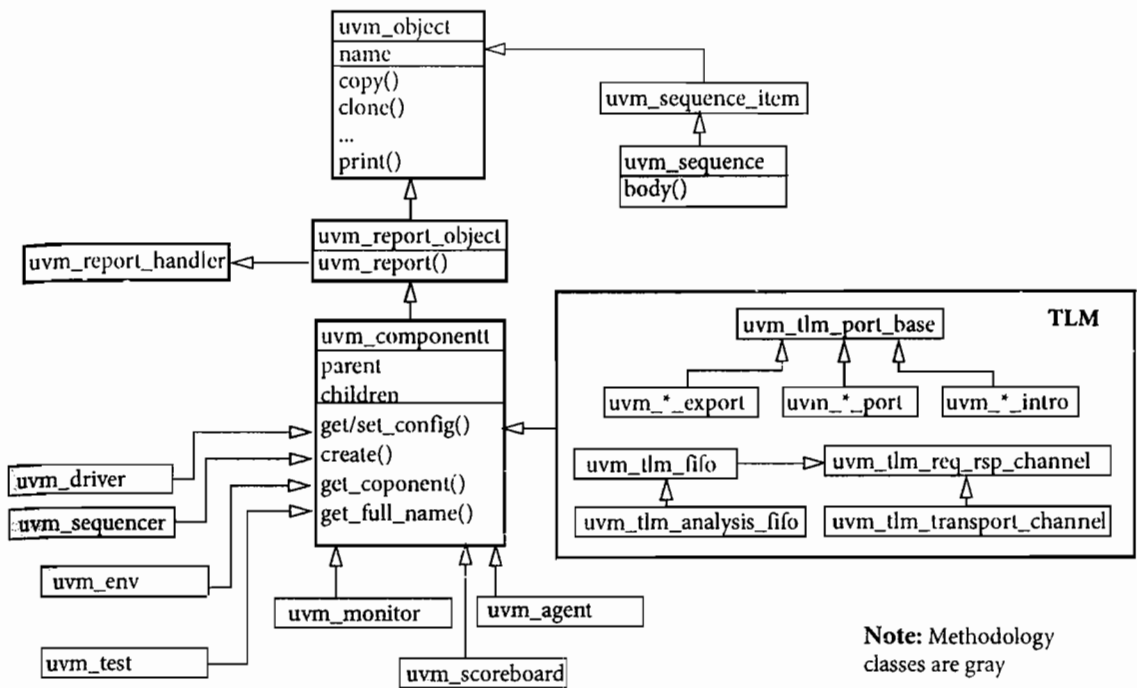 uvm_object
name
copy()
clone()
...
print()
uvm_sequence_item
uvm_sequence
body()
uvm_report_object
uvm_report()
uvm_report_handler
uvm_componentt
parent
children
get/set_config()
create()
get_coponent()
get_full_name()
TLM
uvm_tlm_port_base
uvm_*_export
uvm_*_port
uvm_*_intro
uvm_tlm_fifo
uvm_tlm_req_rsp_channel
uvm_tlm_analysis_fifo
uvm_tlm_transport_channel
uvm_driver
uvm_sequencer
uvm_env
uvm_test
uvm_monitor
uvm_agent
uvm_scoreboard
Note: Methodology
classes are gray